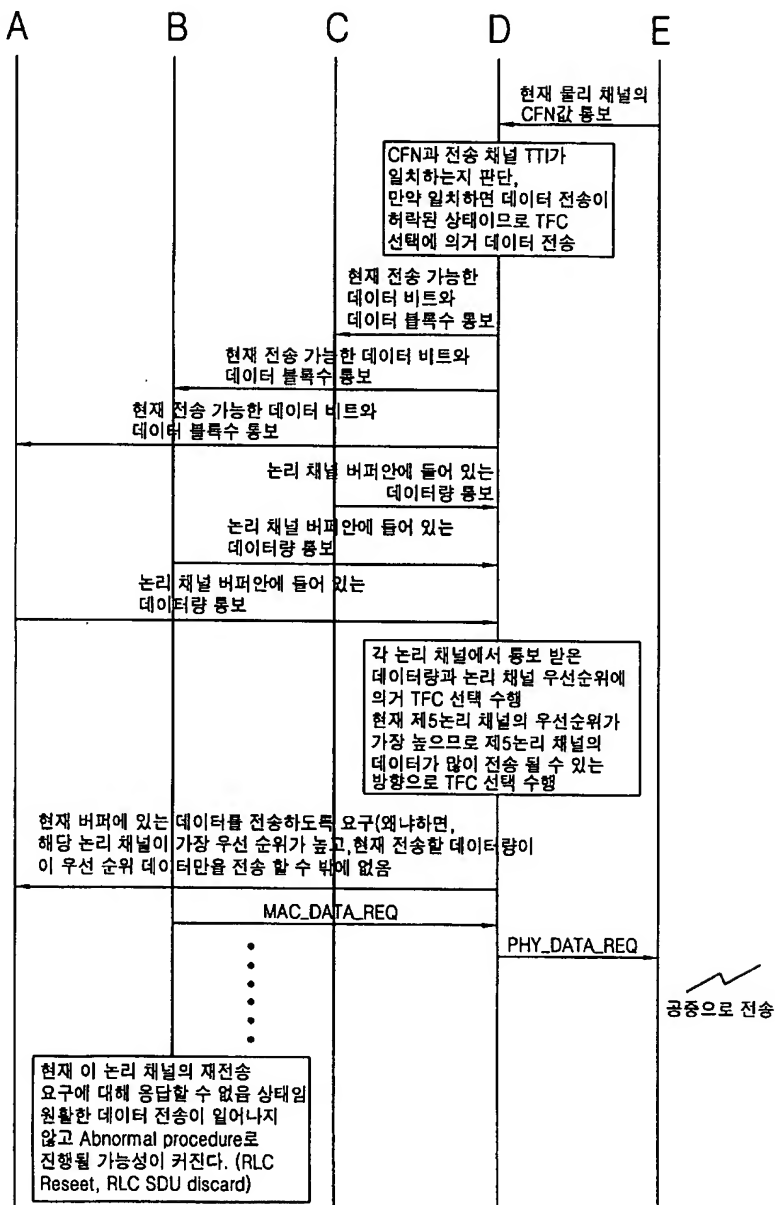 A B C D E
현재 물리 채널의
CFN값 통보
CFN과 전송 채널 TTI가
일치하는지 판단,
만약 일치하면 데이터 전송이
허락된 상태이므로 TFC
선택에 의거 데이터 전송
현재 전송 가능한
데이터 비트와
데이터 블록수 통보
현재 전송 가능한 데이터 비트와
데이터 블록수 통보
현재 전송 가능한 데이터 비트와
데이터 블록수 통보
논리 채널 버퍼안에 들어 있는
데이터량 통보
논리 채널 버퍼안에 들어 있는
데이터량 통보
논리 채널 버퍼안에 들어 있는
데이터량 통보
각 논리 채널에서 통보 받은
데이터량과 논리 채널 우선순위에
의거 TFC 선택 수행
현재 제5논리 채널의 우선순위가
가장 높으므로 제5논리 채널의
데이터가 많이 전송 될 수 있는
방향으로 TFC 선택 수행
현재 버퍼에 있는 데이터를 전송하도록 요구(왜냐하면,
해당 논리 채널이 가장 우선 순위가 높고,현재 전송할 데이터량이
이 우선 순위 데이터만을 전송 할 수 밖에 없음
MAC_DATA_REQ
PHY_DATA_REQ
공중으로 전송
현재 이 논리 채널의 재전송
요구에 대해 응답할 수 없음 상태임
원활한 데이터 전송이 일어나지
않고 Abnormal procedure로
진행될 가능성이 커진다. (RLC
Reseet, RLC SDU discard)